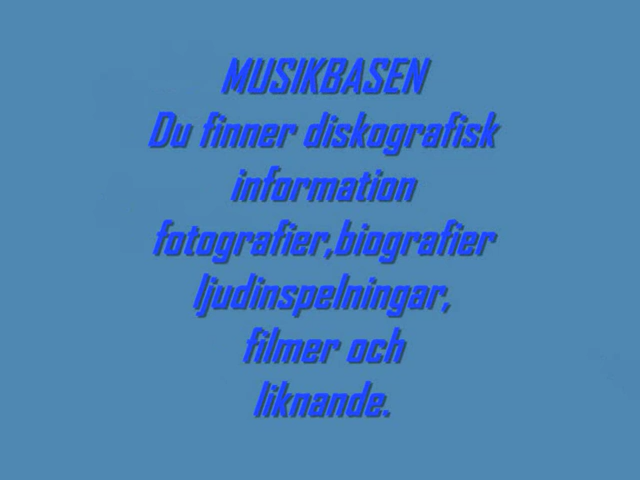 MUSIKBASEN
Du finner diskografisk
information
fotografier,biografier
ljudinspelningar,
filmer och
liknande.